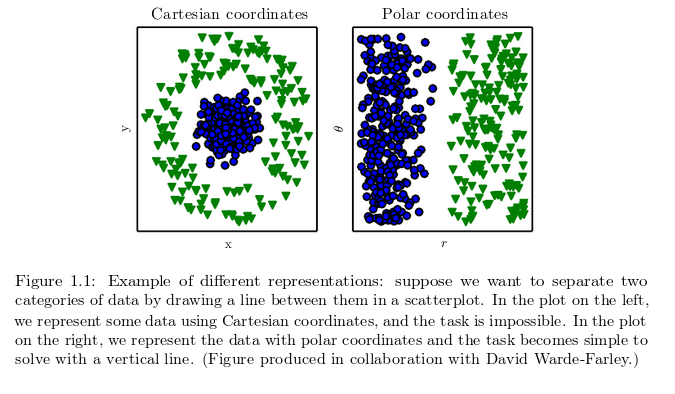 Cartesian coordinates
Polar coordinates
y
θ
x
r
Figure 1.1: Example of different representations: suppose we want to separate two
categories of data by drawing a line between them in a scatterplot. In the plot on the left,
we represent some data using Cartesian coordinates, and the task is impossible. In the plot
on the right, we represent the data with polar coordinates and the task becomes simple to
solve with a vertical line. (Figure produced in collaboration with David Warde-Farley.)